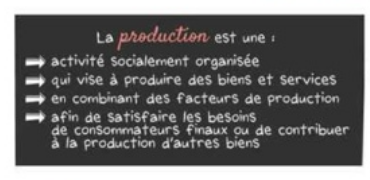 La production est une :
activité socialement organisée
qui vise à produire des biens et services
en combinant des facteurs de production
afin de satisfaire les besoins
de consommateurs finaux ou de contribuer
à la production d'autres biens